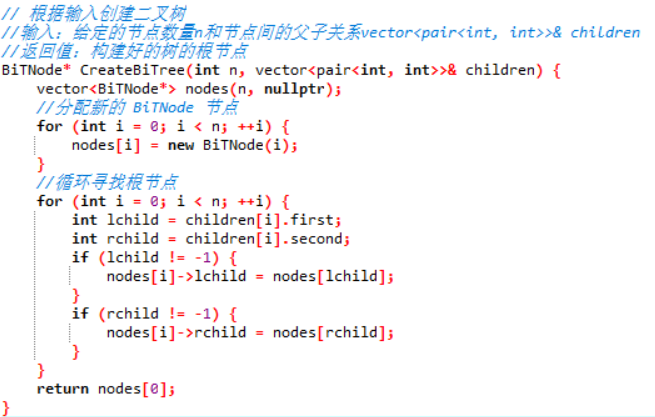 // 根据输入创建二叉树
//输入：给定的节点数量n和节点间的父子关系vector<pair<int, int>>& children
//返回值：构建好的树的根节点
BiTNode* CreateBiTree(int n, vector<pair<int, int>>& children) {
    vector<BiTNode*> nodes(n, nullptr);
    //分配新的 BiTNode 节点
    for (int i = 0; i < n; ++i) {
        nodes[i] = new BiTNode(i);
    }
    //循环寻找根节点
    for (int i = 0; i < n; ++i) {
        int lchild = children[i].first;
        int rchild = children[i].second;
        if (lchild != -1) {
            nodes[i]->lchild = nodes[lchild];
        }
        if (rchild != -1) {
            nodes[i]->rchild = nodes[rchild];
        }
    }
    return nodes[0];
}